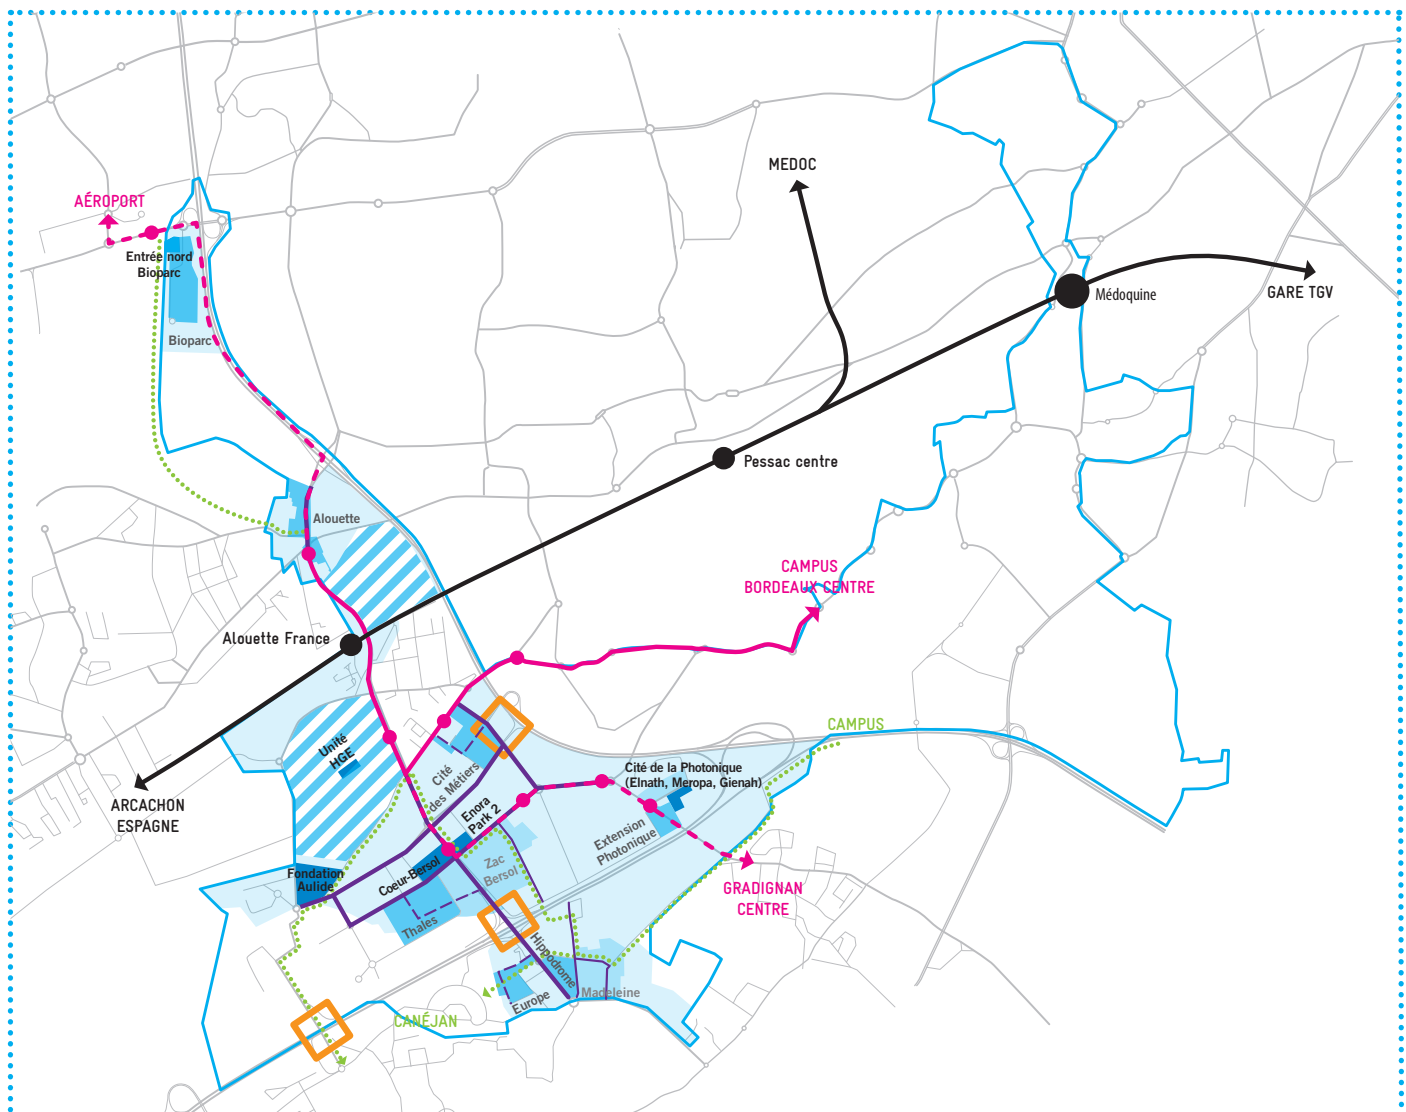 MEDOC
AÉROPORT
Entrée nord
Bioparc
GARE TGV
Médoquine
Bioparc
Pessac centre
Alouette
CAMPUS
BORDEAUX CENTRE
Alouette France
CAMPUS
Unité
HGE
Cité
des Métiers
Cité de la Photonique
(Elnath, Meropa, Gienah)
ARCACHON
ESPAGNE
Enora
Park 2
Extension
Photonique
Zac
Bersol
Coeur-Bersol
Fondation
Aulide
GRADIGNAN
CENTRE
Thales
Hippodrome
Europe
Madeleine
CANÉJAN